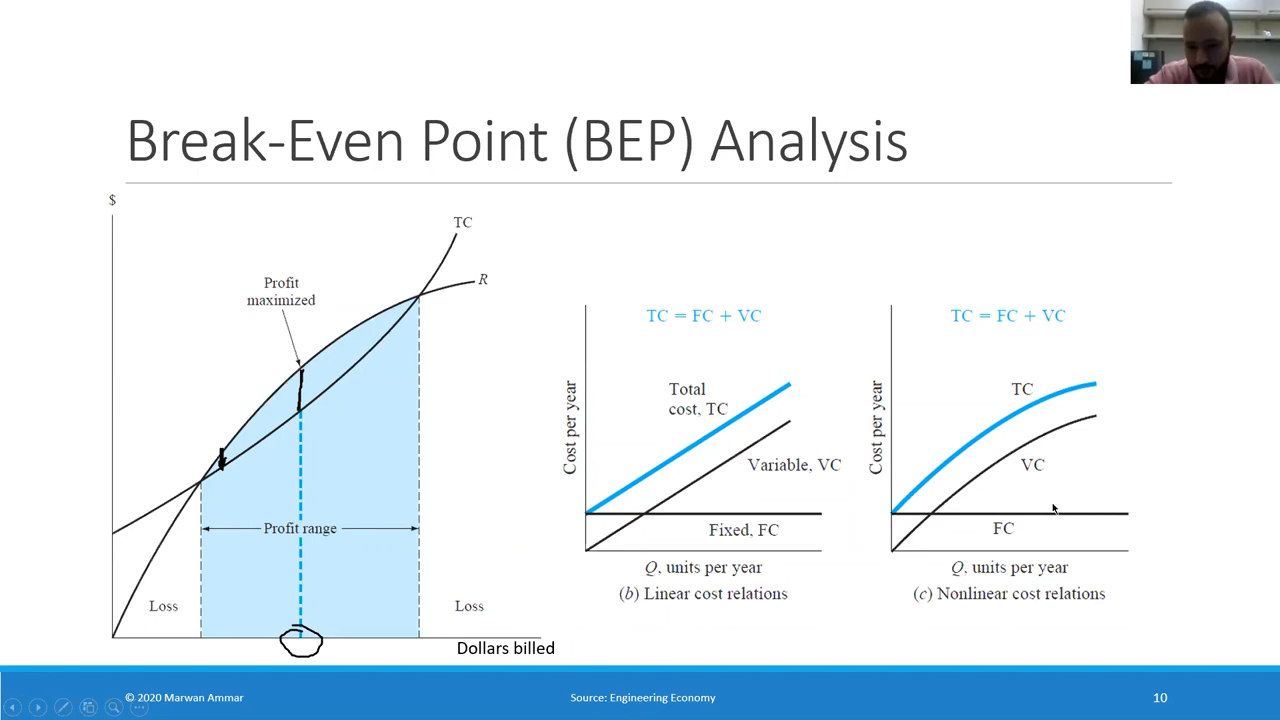 Break-Even Point (BEP) Analysis
$
TC
R
Profit
maximized
Profit range
Loss
Loss
Dollars billed
TC = FC + VC
Cost per year
Total
cost, TC
Variable, VC
Fixed, FC
Q, units per year
(b) Linear cost relations
TC = FC + VC
Cost per year
TC
VC
FC
Q, units per year
(c) Nonlinear cost relations
© 2020 Marwan Ammar
Source: Engineering Economy
10